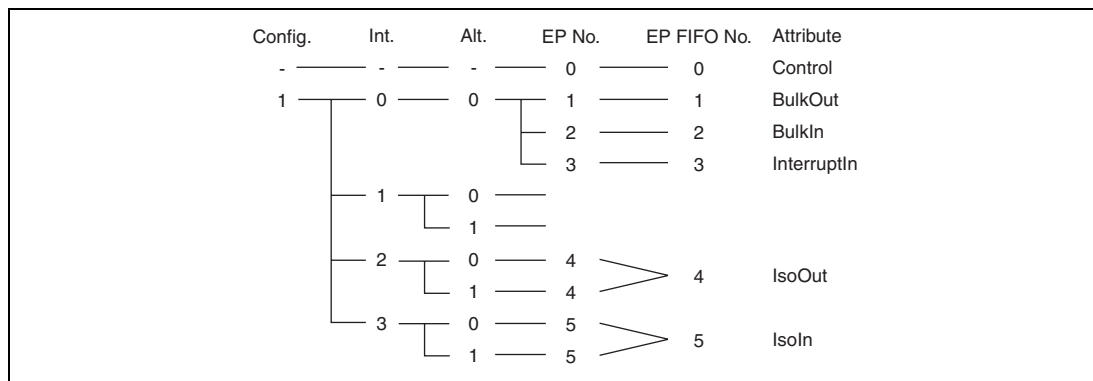 Config. Int. Alt. EP No. EP FIFO No. Attribute
- - - 0 0 Control
1 0 0 1 1 BulkOut
2 2 BulkIn
3 3 InterruptIn
1 0
1
2 0 4
4 IsoOut
1 4
3 0 5
5 IsoIn
1 5